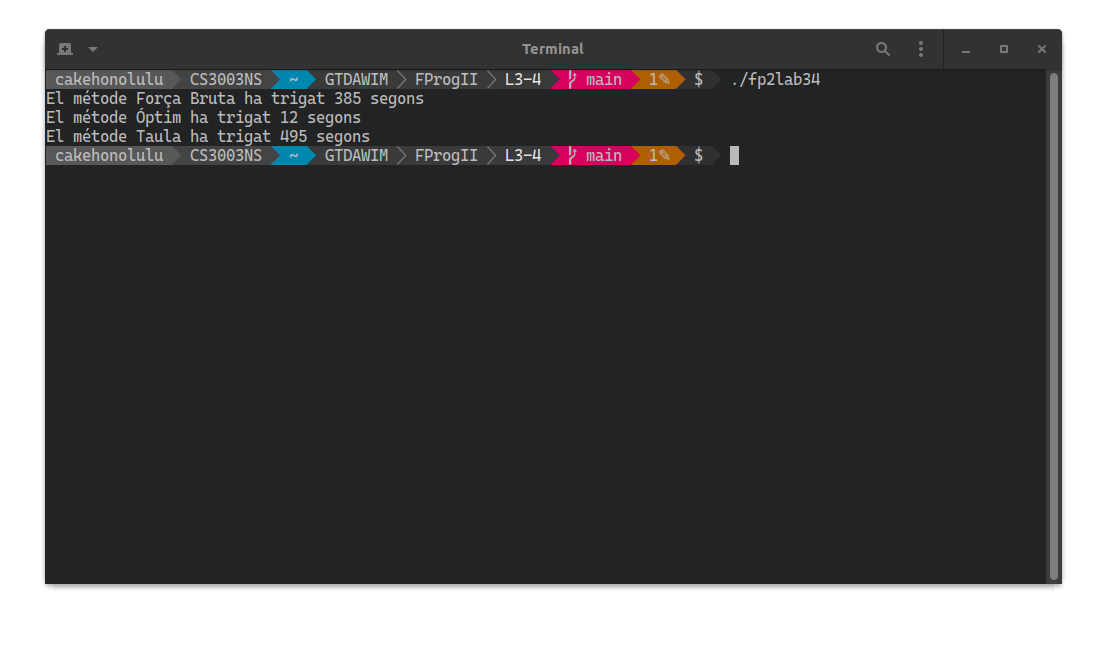 Terminal
cakehonolulu CS3003NS ~ GTDAWIM FProgII L3-4 main 1✎ $ ./fp2lab34
El métode Força Bruta ha trigat 385 segons
El métode Óptim ha trigat 12 segons
El métode Taula ha trigat 495 segons
cakehonolulu CS3003NS ~ GTDAWIM FProgII L3-4 main 1✎ $